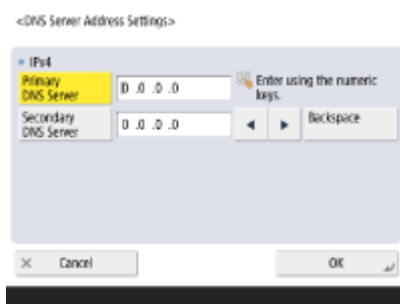 <DNS Server Address Settings>
IPv4
Primary
DNS Server
0 .0 .0 .0
Enter using the numeric
keys.
Secondary
DNS Server
0 .0 .0 .0
Backspace
Cancel
OK